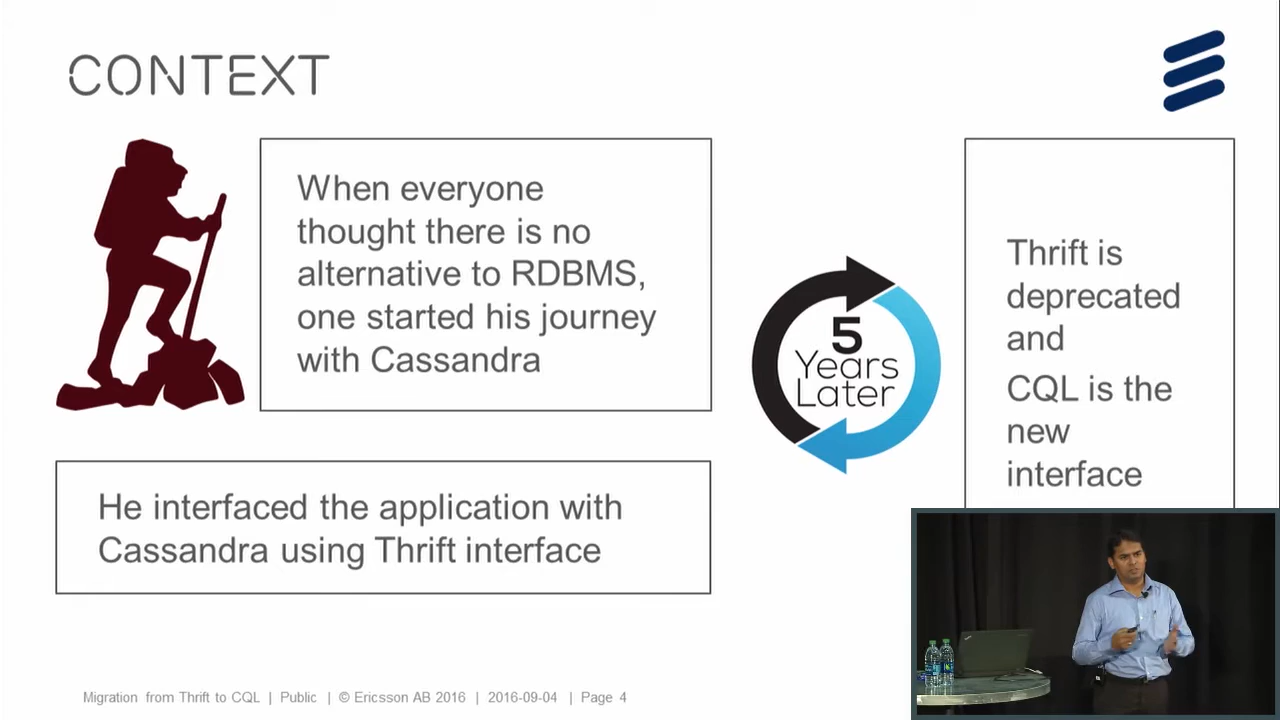 CONTEXT
When everyone
thought there is no
alternative to RDBMS,
one started his journey
with Cassandra
He interfaced the application with
Cassandra using Thrift interface
5
Years
Later
Thrift is
deprecated
and
CQL is the
new
interface
Migration from Thrift to CQL | Public | © Ericsson AB 2016 | 2016-09-04 | Page 4